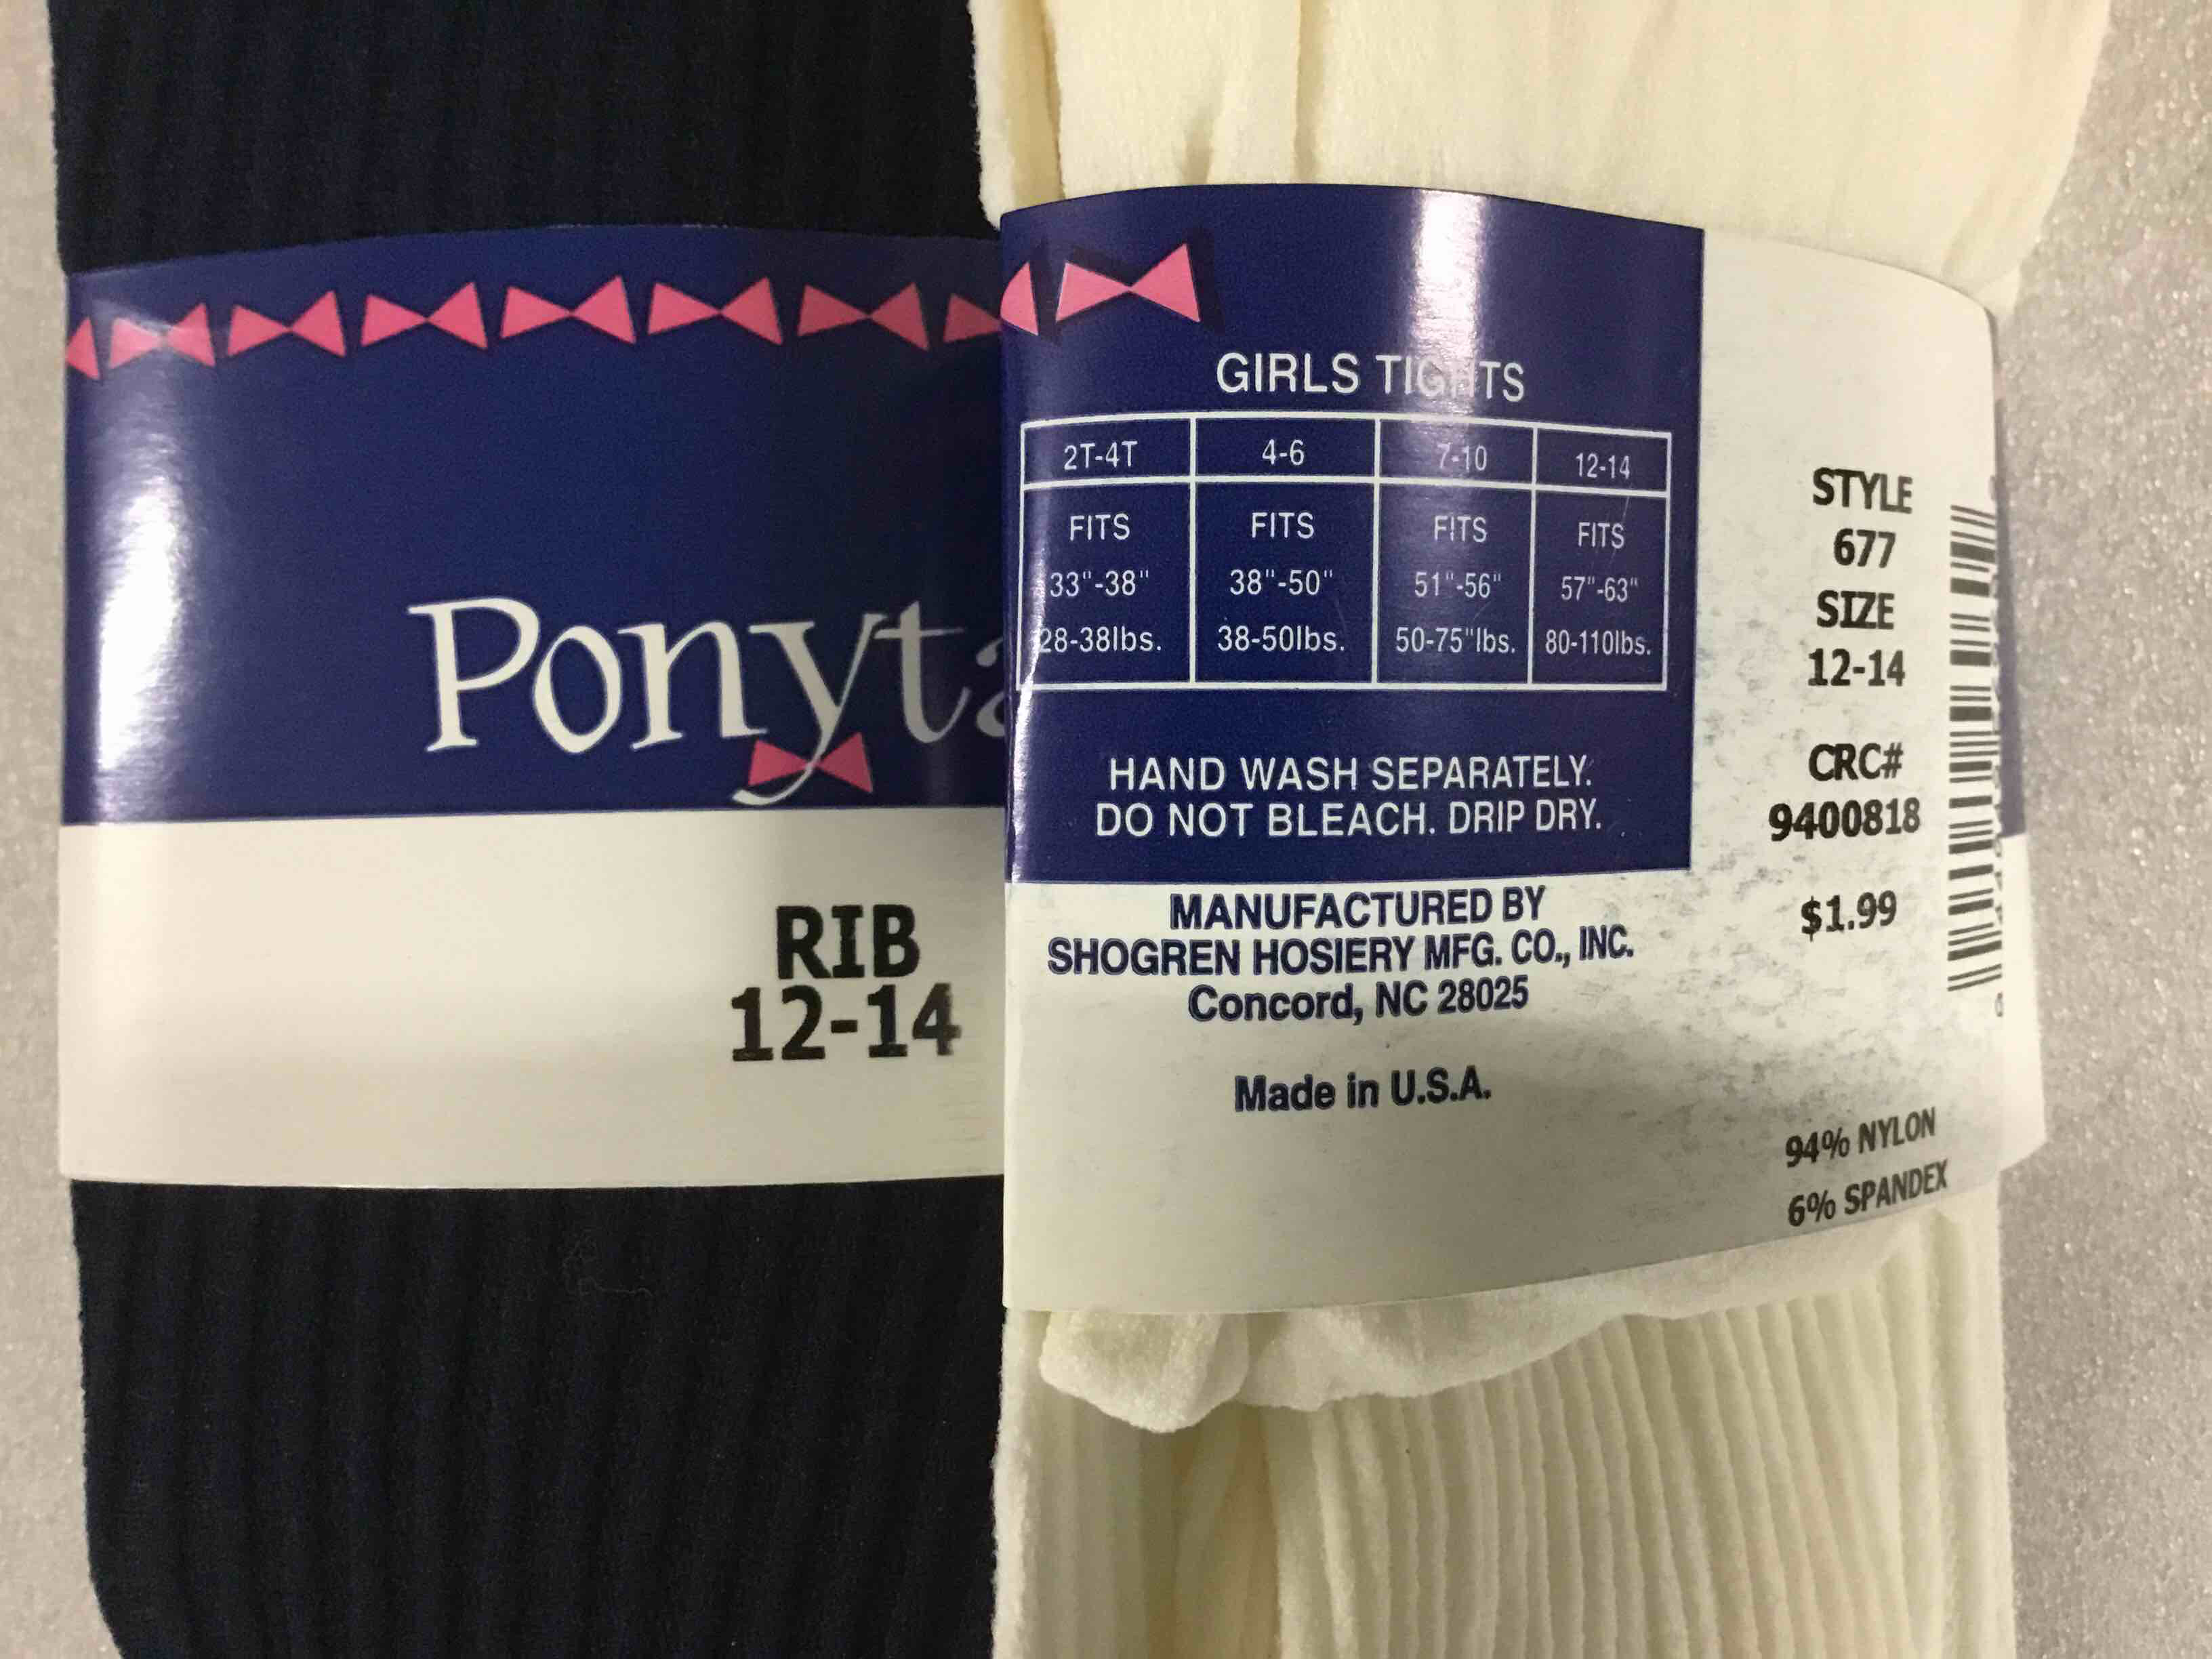 Ponyta
RIB
12-14
GIRLS TIGHTS
2T-4T 4-6 7-10 12-14
FITS FITS FITS FITS
33"-38" 38"-50" 51"-56" 57"-63"
28-38lbs. 38-50lbs. 50-75"lbs. 80-110lbs.
HAND WASH SEPARATELY.
DO NOT BLEACH. DRIP DRY.
MANUFACTURED BY
SHOGREN HOSIERY MFG. CO., INC.
Concord, NC 28025
Made in U.S.A.
STYLE
677
SIZE
12-14
CRC#
9400818
$1.99
94% NYLON
6% SPANDEX